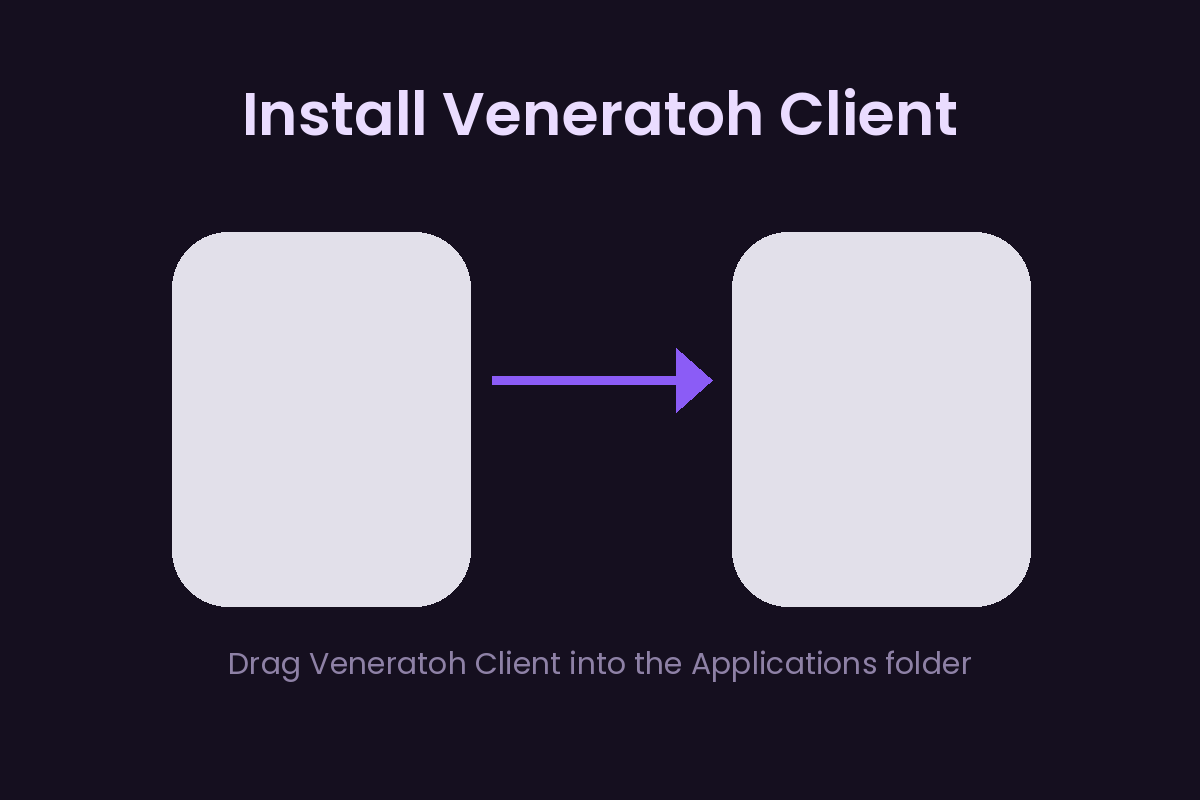 Install Veneratoh Client
Drag Veneratoh Client into the Applications folder